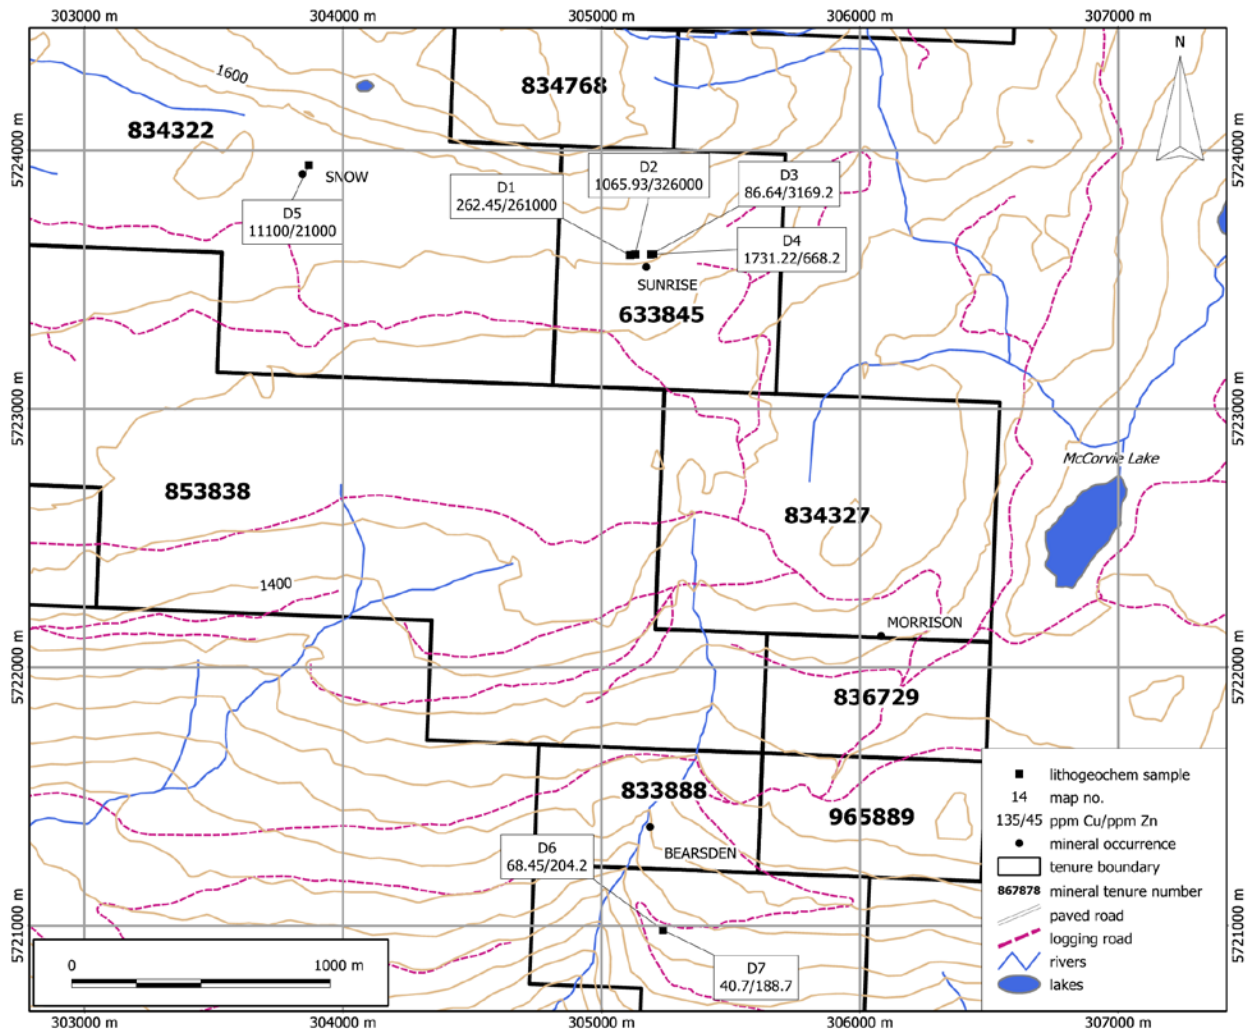 303000 m
304000 m
305000 m
306000 m
307000 m
N
1600
834768
834322
5724000 m
5724000 m
SNOW
D5
11100/21000
D1
262.45/261000
D2
1065.93/326000
D3
86.64/3169.2
D4
1731.22/668.2
SUNRISE
633845
5723000 m
5723000 m
McCorvie Lake
853838
834327
1400
MORRISON
5722000 m
5722000 m
836729
833888
965889
BEARSDEN
D6
68.45/204.2
D7
40.7/188.7
5721000 m
5721000 m
lithogeochem sample
14 map no.
135/45 ppm Cu/ppm Zn
mineral occurrence
tenure boundary
867878 mineral tenure number
paved road
logging road
rivers
lakes
0
1000 m
303000 m
304000 m
305000 m
306000 m
307000 m